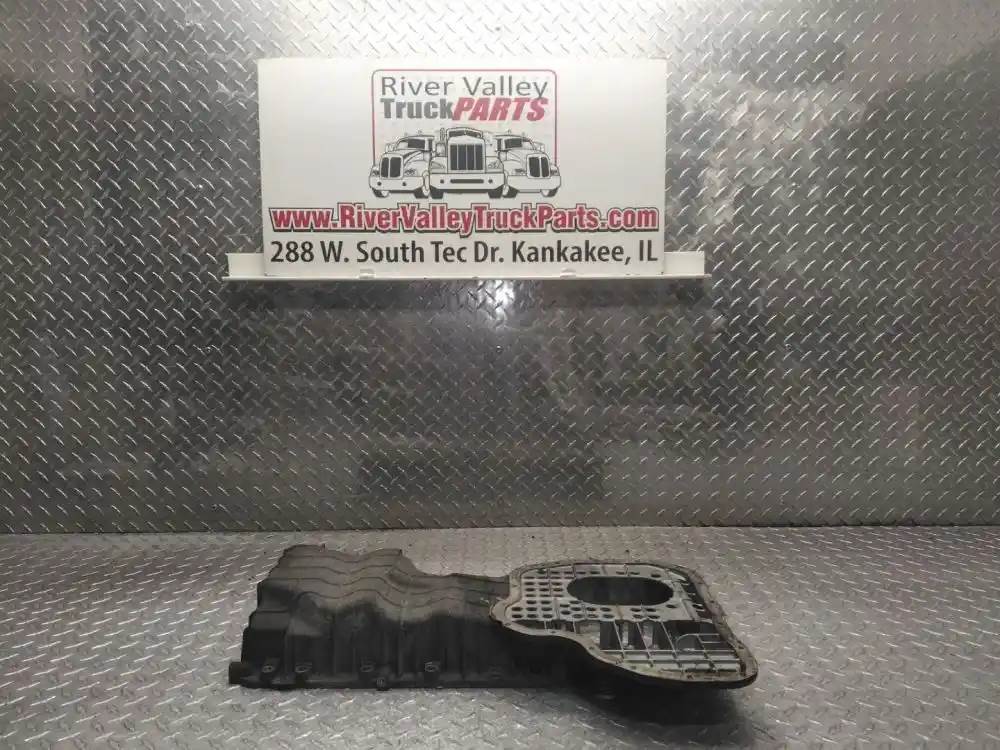 River Valley
TruckPARTS
www.RiverValleyTruckParts.com
288 W. South Tec Dr. Kankakee, IL